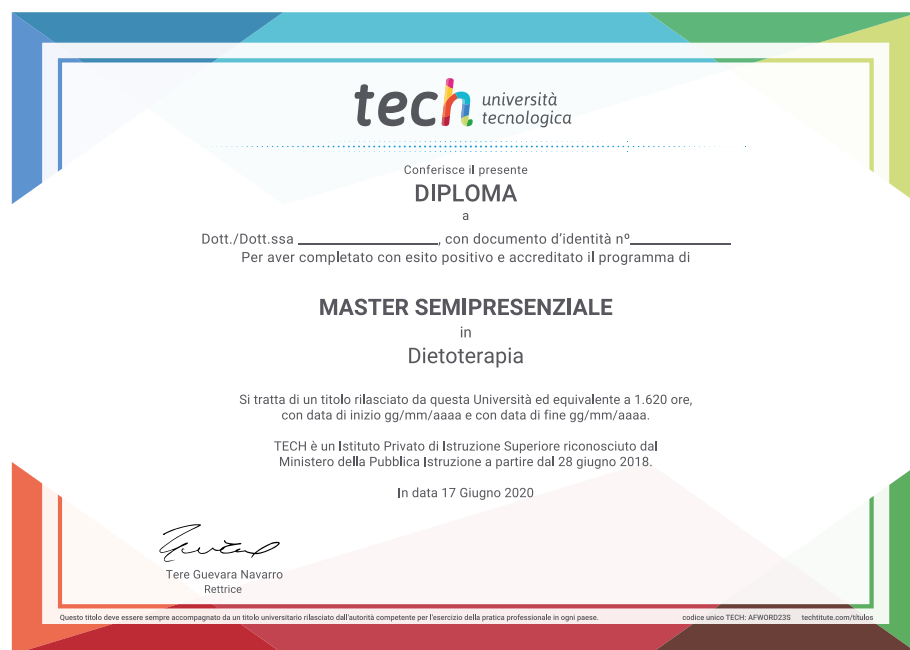 tech università
tecnologica
Conferisce il presente
DIPLOMA
a
Dott./Dott.ssa ________________, con documento d'identità nº____________
Per aver completato con esito positivo e accreditato il programma di
MASTER SEMIPRESENZIALE
in
Dietoterapia
Si tratta di un titolo rilasciato da questa Università ed equivalente a 1.620 ore,
con data di inizio gg/mm/aaaa e con data di fine gg/mm/aaaa.
TECH è un Istituto Privato di Istruzione Superiore riconosciuto dal
Ministero della Pubblica Istruzione a partire dal 28 giugno 2018.
In data 17 Giugno 2020
Tere Guevara Navarro
Rettrice
Questo titolo deve essere sempre accompagnato da un titolo universitario rilasciato dall'autorità competente per l'esercizio della pratica professionale in ogni paese. codice unico TECH: AFWORD23S techtitute.com/titulos